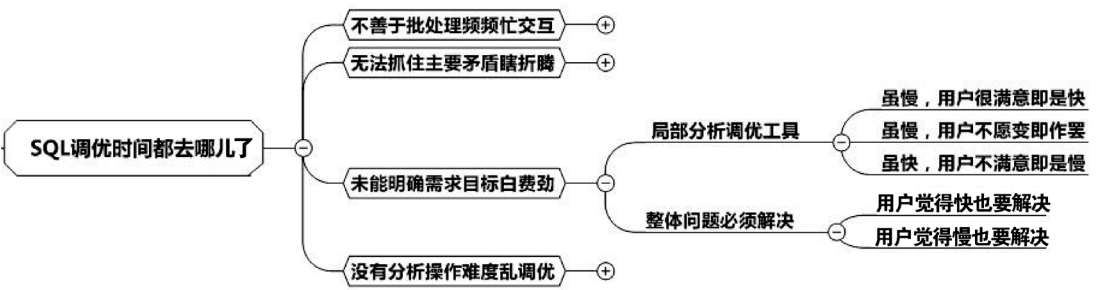 SQL调优时间都去哪儿了
不善于批处理频频忙交互
无法抓住主要矛盾瞎折腾
未能明确需求目标白费劲
局部分析调优工具
虽慢，用户很满意即是快
虽慢，用户不愿变即作罢
虽快，用户不满意即是慢
整体问题必须解决
用户觉得快也要解决
用户觉得慢也要解决
没有分析操作难度乱调优